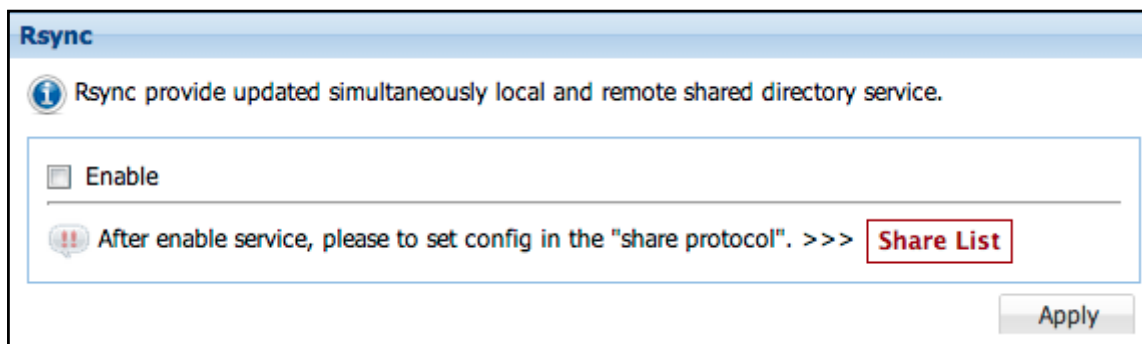 Rsync
Rsync provide updated simultaneously local and remote shared directory service.
Enable
After enable service, please to set config in the "share protocol". >>> Share List
Apply